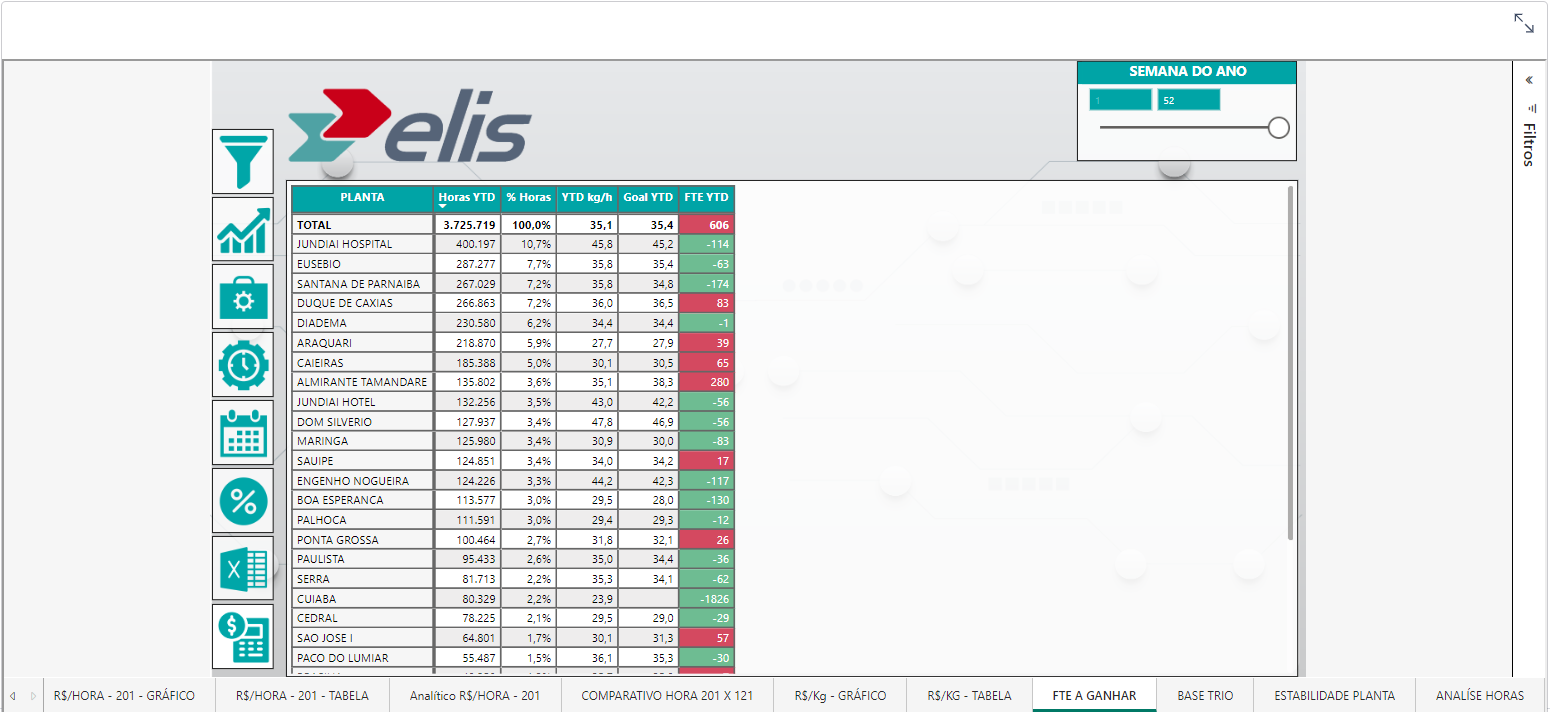 SEMANA DO ANO
1 52
elis
Filtros
PLANTA Horas YTD % Horas YTD kg/h Goal YTD FTE YTD
TOTAL 3.725.719 100,0% 35,1 35,4 606
JUNDIAI HOSPITAL 400.197 10,7% 45,8 45,2 -114
EUSEBIO 287.277 7,7% 35,8 35,4 -63
SANTANA DE PARNAIBA 267.029 7,2% 35,8 34,8 -174
DUQUE DE CAXIAS 266.863 7,2% 36,0 36,5 83
DIADEMA 230.580 6,2% 34,4 34,4 -1
ARAQUARI 218.870 5,9% 27,7 27,9 39
CAIEIRAS 185.388 5,0% 30,1 30,5 65
ALMIRANTE TAMANDARE 135.802 3,6% 35,1 38,3 280
JUNDIAI HOTEL 132.256 3,5% 43,0 42,2 -56
DOM SILVERIO 127.937 3,4% 47,8 46,9 -56
MARINGA 125.980 3,4% 30,9 30,0 -83
SAUIPE 124.851 3,4% 34,0 34,2 17
ENGENHO NOGUEIRA 124.226 3,3% 44,2 42,3 -117
BOA ESPERANCA 113.577 3,0% 29,5 28,0 -130
PALHOCA 111.591 3,0% 29,4 29,3 -12
PONTA GROSSA 100.464 2,7% 31,8 32,1 26
PAULISTA 95.433 2,6% 35,0 34,4 -36
SERRA 81.713 2,2% 35,3 34,1 -62
CUIABA 80.329 2,2% 23,9 -1826
CEDRAL 78.225 2,1% 29,5 29,0 -29
SAO JOSE I 64.801 1,7% 30,1 31,3 57
PACO DO LUMIAR 55.487 1,5% 36,1 35,3 -30
R$/HORA - 201 - GRÁFICO R$/HORA - 201 - TABELA Analítico R$/HORA - 201 COMPARATIVO HORA 201 X 121 R$/Kg - GRÁFICO R$/KG - TABELA FTE A GANHAR BASE TRIO ESTABILIDADE PLANTA ANALÍSE HORAS